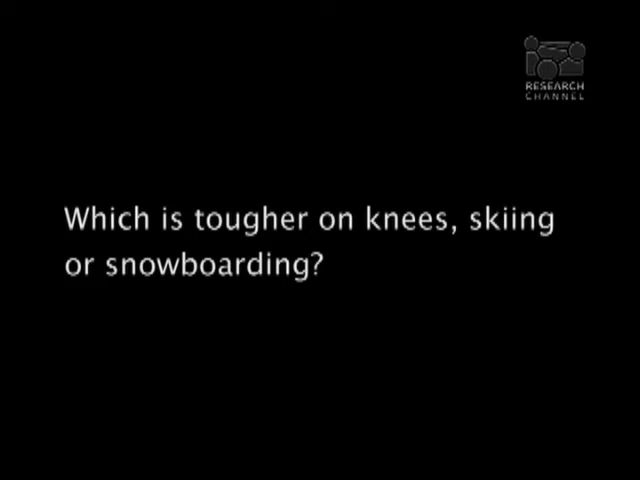 RESEARCH
CHANNEL
Which is tougher on knees, skiing
or snowboarding?